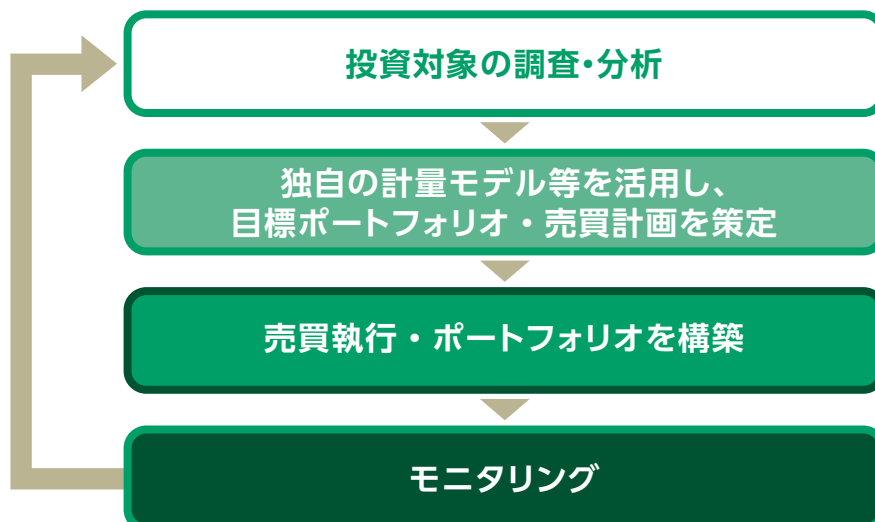 投資対象の調査・分析
独自の計量モデル等を活用し、
目標ポートフォリオ・売買計画を策定
売買執行・ポートフォリオを構築
モニタリング